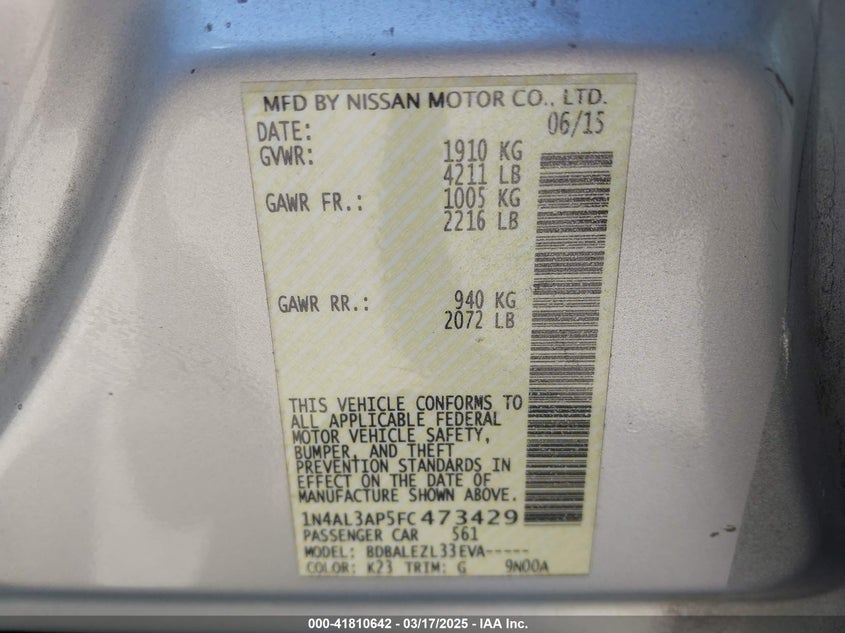 MFD BY NISSAN MOTOR CO., LTD.
DATE: 06/15
GVWR: 1910 KG
4211 LB
GAWR FR.: 1005 KG
2216 LB
GAWR RR.: 940 KG
2072 LB
THIS VEHICLE CONFORMS TO
ALL APPLICABLE FEDERAL
MOTOR VEHICLE SAFETY,
BUMPER, AND THEFT
PREVENTION STANDARDS IN
EFFECT ON THE DATE OF
MANUFACTURE SHOWN ABOVE.
1N4AL3AP5FC473429
PASSENGER CAR 561
MODEL: BDBALEZL33EVA-----
COLOR: K23 TRIM: G 9N00A
000-41810642 / 03/17/2025 - IAA Inc.